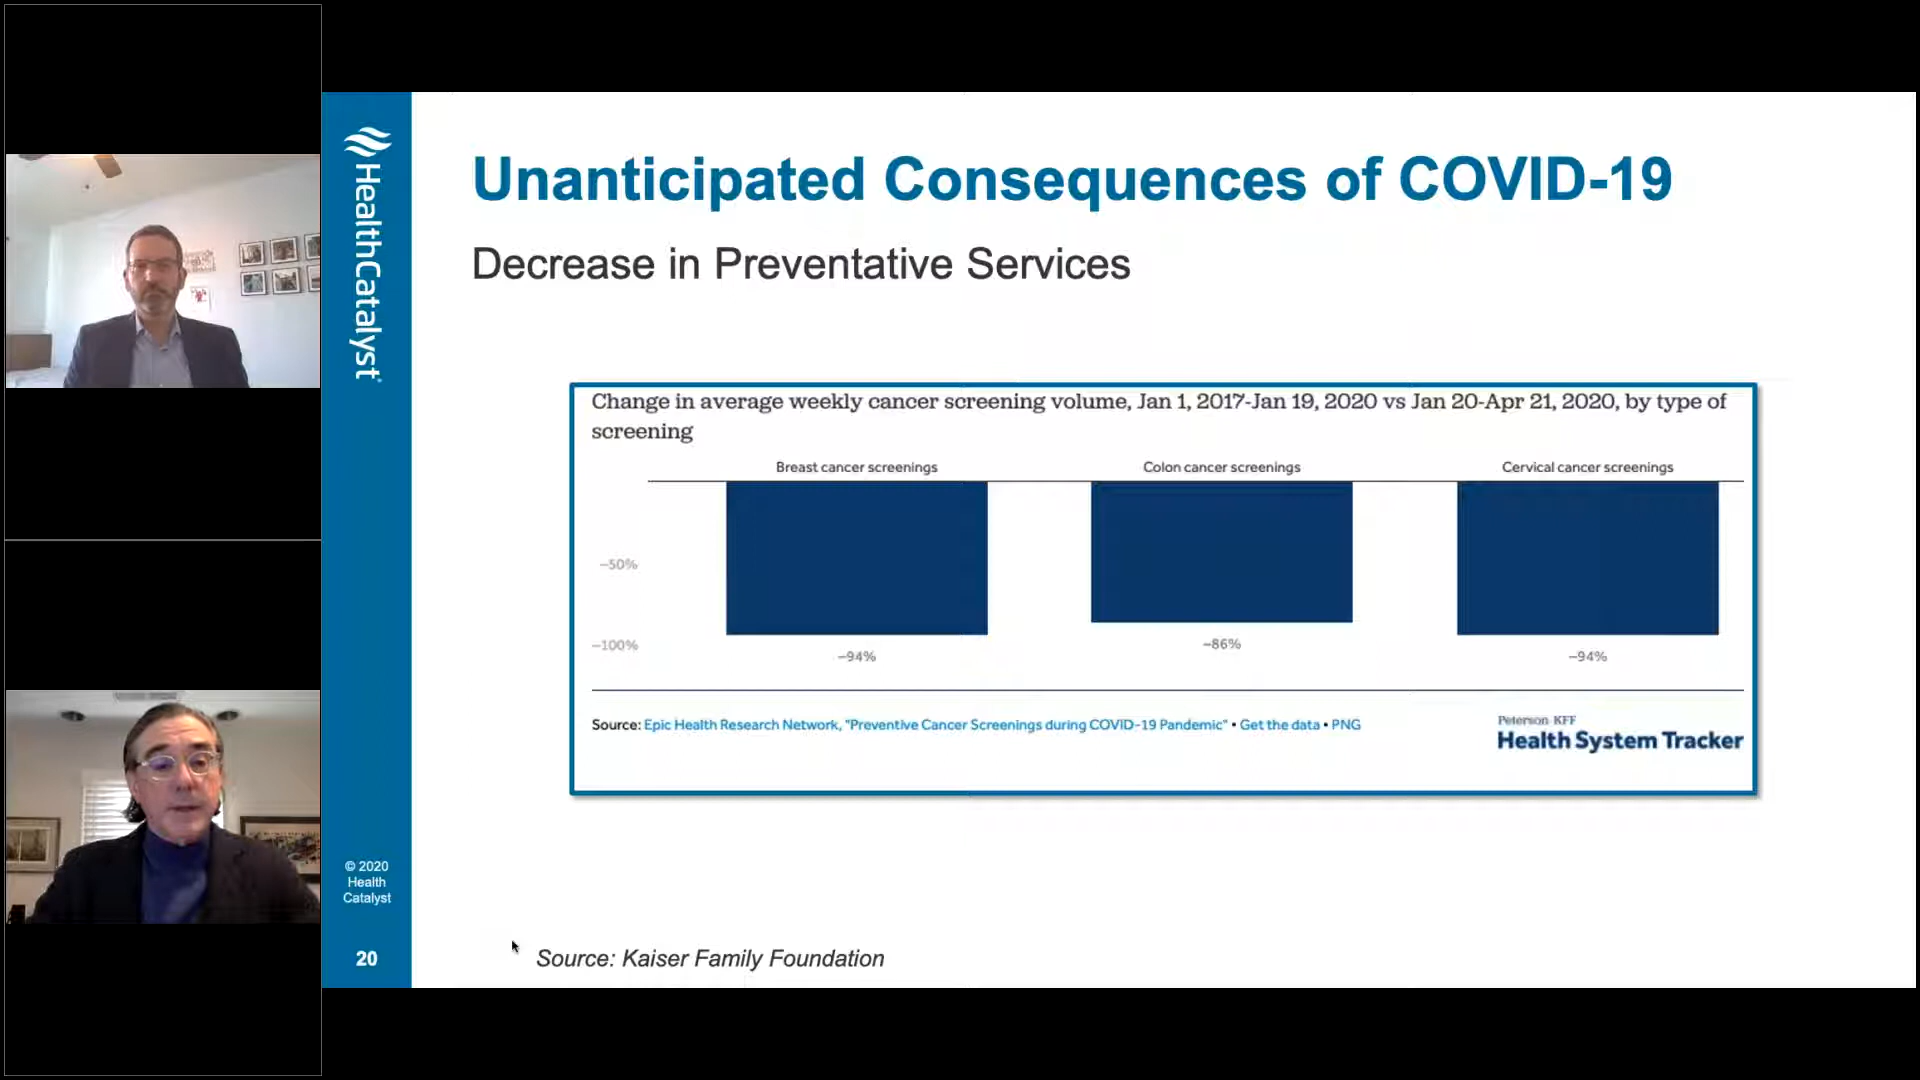 HealthCatalyst
Unanticipated Consequences of COVID-19
Decrease in Preventative Services
Change in average weekly cancer screening volume, Jan 1, 2017-Jan 19, 2020 vs Jan 20-Apr 21, 2020, by type of
screening
Breast cancer screenings
Colon cancer screenings
Cervical cancer screenings
–50%
–100%
–94%
–86%
–94%
Source: Epic Health Research Network, "Preventive Cancer Screenings during COVID-19 Pandemic" • Get the data • PNG
Peterson-KFF
Health System Tracker
© 2020
Health
Catalyst
20
Source: Kaiser Family Foundation